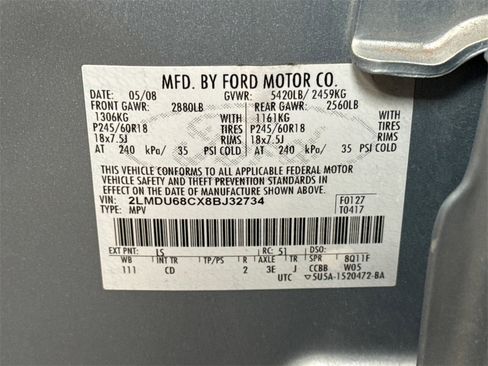 MFD. BY FORD MOTOR CO.
DATE: 05/08 GVWR: 5420LB/ 2459KG
FRONT GAWR: 2880LB REAR GAWR: 2560LB
1306KG WITH 1161KG WITH
P245/60R18 TIRES P245/60R18 TIRES
18x7.5J RIMS 18x7.5J RIMS
AT 240 kPa/ 35 PSI COLD AT 240 kPa/ 35 PSI COLD
THIS VEHICLE CONFORMS TO ALL APPLICABLE FEDERAL MOTOR
VEHICLE SAFETY AND THEFT PREVENTION STANDARDS IN
EFFECT ON THE DATE OF MANUFACTURE SHOWN ABOVE.
VIN: 2LMDU68CX8BJ32734 F0127
TYPE: MPV T0417
EXT PNT: LS RC: 51 DSO:
WB INT TR TP/PS R AXLE TR SPR 8Q11F
111 CD 2 3E J CCBB W05
UTC ▽5U5A-1520472-BA